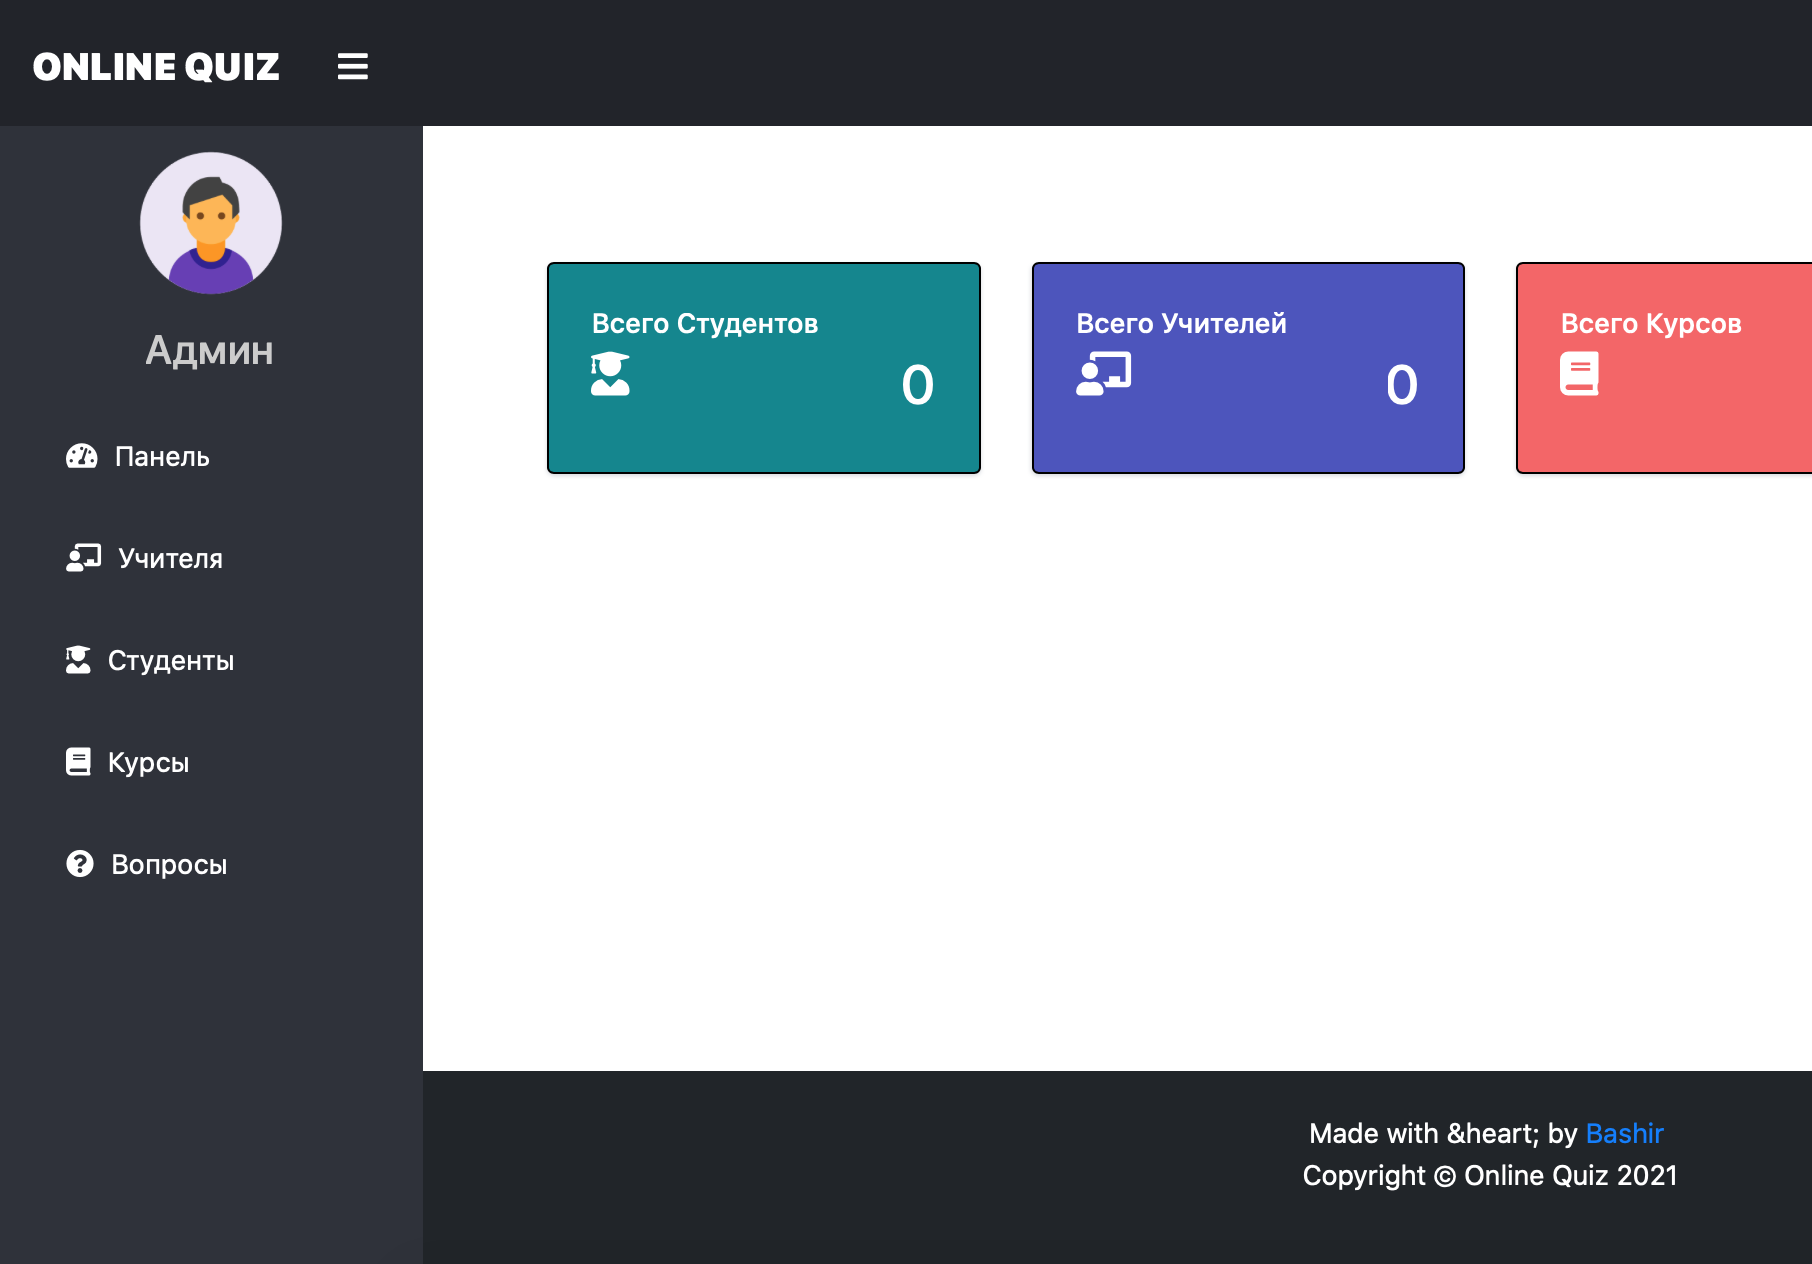 ONLINE QUIZ
Админ
Панель
Учителя
Студенты
Курсы
Вопросы
Всего Студентов
0
Всего Учителей
0
Всего Курсов
Made with &heart; by Bashir
Copyright © Online Quiz 2021